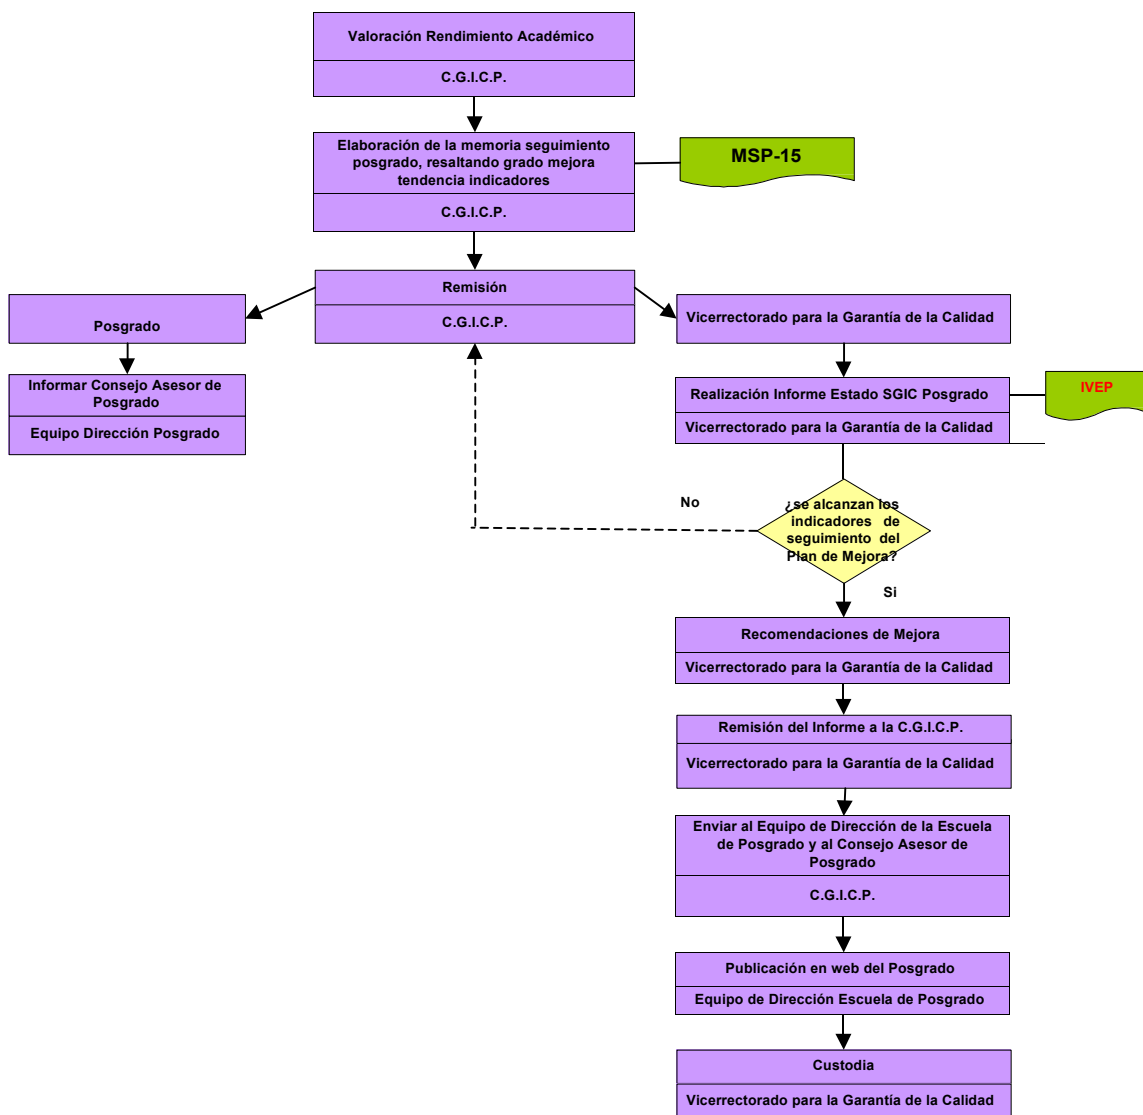 Valoración Rendimiento Académico
C.G.I.C.P.
Elaboración de la memoria seguimiento
posgrado, resaltando grado mejora
tendencia indicadores
C.G.I.C.P.
MSP-15
Remisión
C.G.I.C.P.
Posgrado
Informar Consejo Asesor de
Posgrado
Equipo Dirección Posgrado
Vicerrectorado para la Garantía de la Calidad
Realización Informe Estado SGIC Posgrado
Vicerrectorado para la Garantía de la Calidad
IVEP
No
¿se alcanzan los
indicadores de
seguimiento del
Plan de Mejora?
Si
Recomendaciones de Mejora
Vicerrectorado para la Garantía de la Calidad
Remisión del Informe a la C.G.I.C.P.
Vicerrectorado para la Garantía de la Calidad
Enviar al Equipo de Dirección de la Escuela
de Posgrado y al Consejo Asesor de
Posgrado
C.G.I.C.P.
Publicación en web del Posgrado
Equipo de Dirección Escuela de Posgrado
Custodia
Vicerrectorado para la Garantía de la Calidad